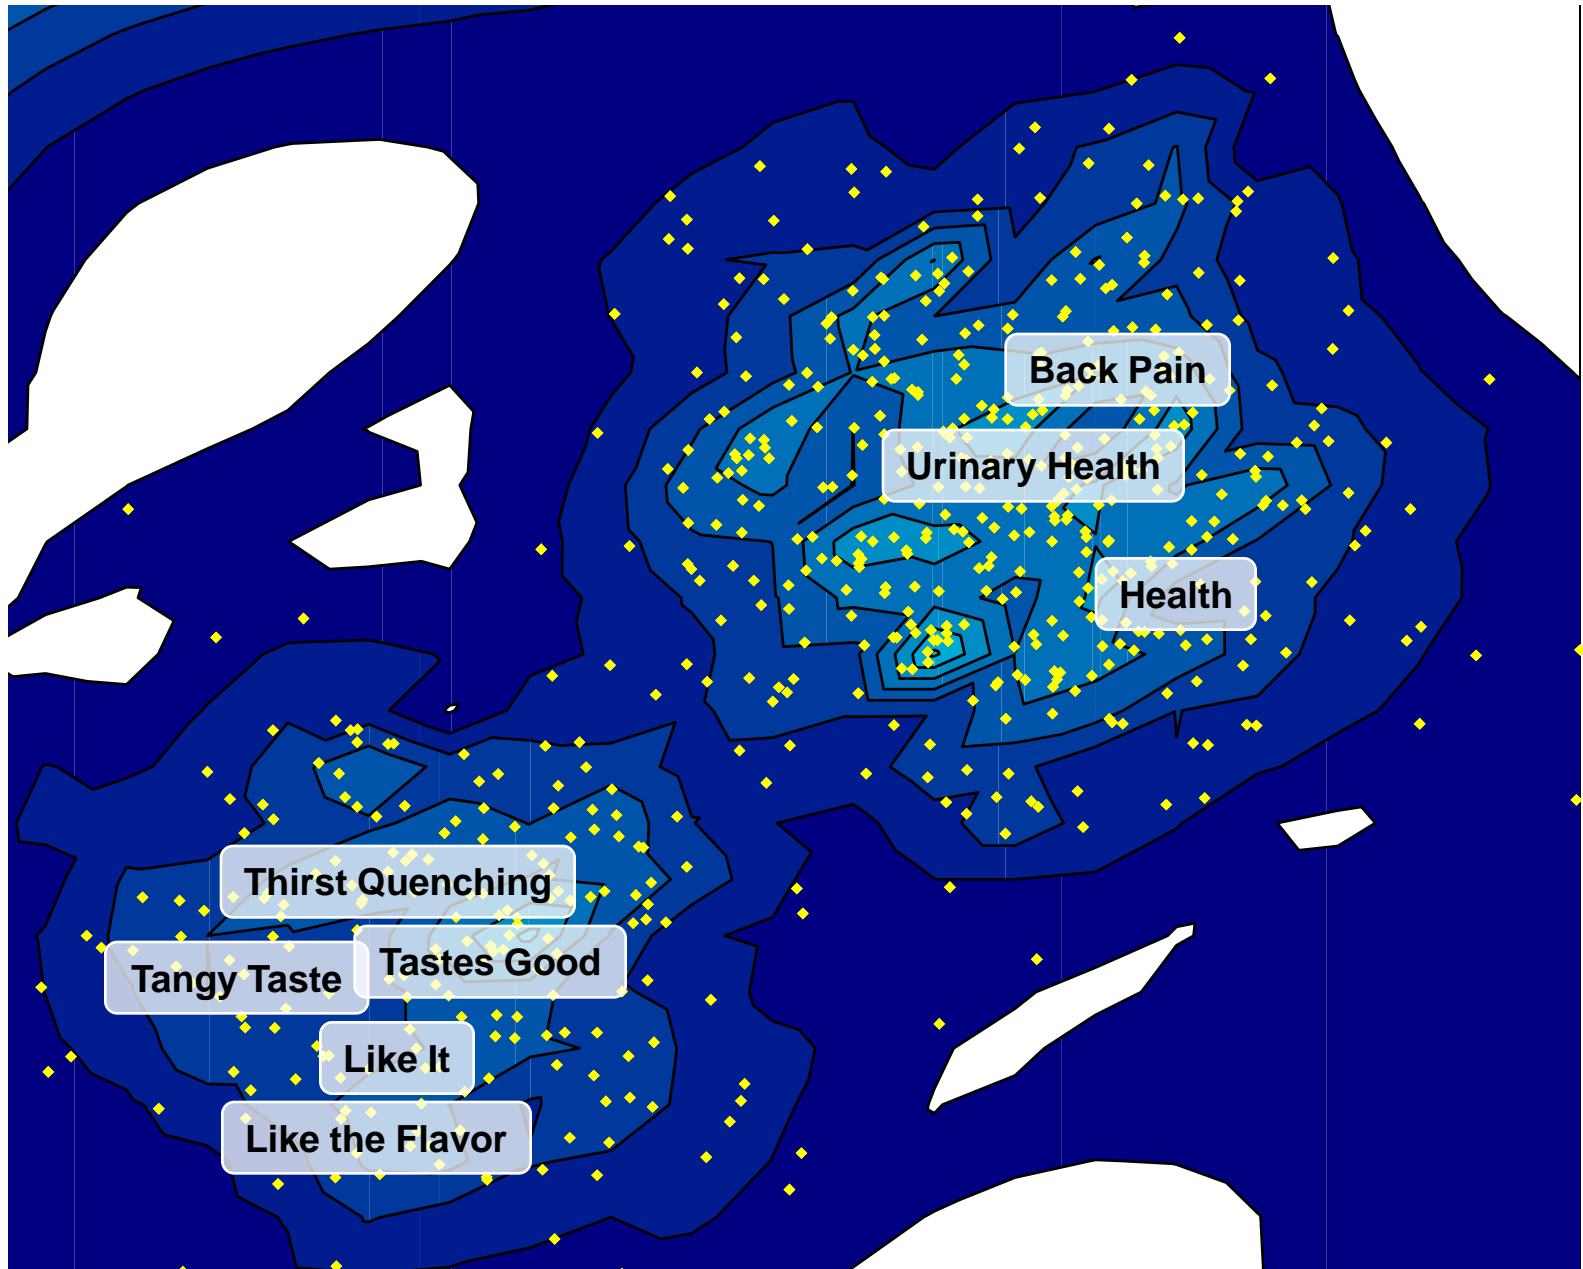 Back Pain
Urinary Health
Health
Thirst Quenching
Tastes Good
Tangy Taste
Like It
Like the Flavor